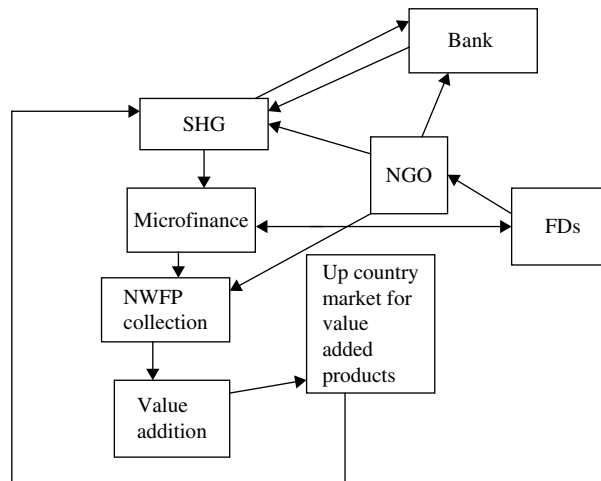 Bank
SHG
NGO
Microfinance
FDs
NWFP
collection
Up country
market for
value
added
products
Value
addition